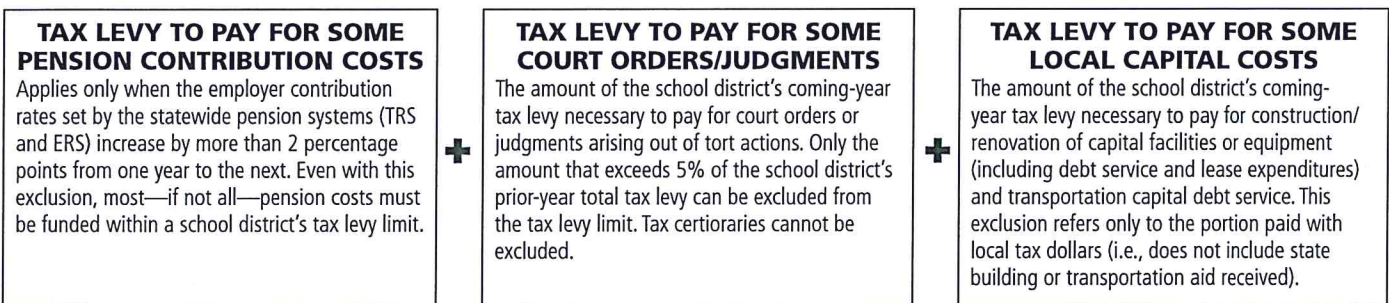 TAX LEVY TO PAY FOR SOME
PENSION CONTRIBUTION COSTS
Applies only when the employer contribution
rates set by the statewide pension systems (TRS
and ERS) increase by more than 2 percentage
points from one year to the next. Even with this
exclusion, most—if not all—pension costs must
be funded within a school district's tax levy limit.
+
TAX LEVY TO PAY FOR SOME
COURT ORDERS/JUDGMENTS
The amount of the school district's coming-year
tax levy necessary to pay for court orders or
judgments arising out of tort actions. Only the
amount that exceeds 5% of the school district's
prior-year total tax levy can be excluded from
the tax levy limit. Tax certioraries cannot be
excluded.
+
TAX LEVY TO PAY FOR SOME
LOCAL CAPITAL COSTS
The amount of the school district's coming-
year tax levy necessary to pay for construction/
renovation of capital facilities or equipment
(including debt service and lease expenditures)
and transportation capital debt service. This
exclusion refers only to the portion paid with
local tax dollars (i.e., does not include state
building or transportation aid received).